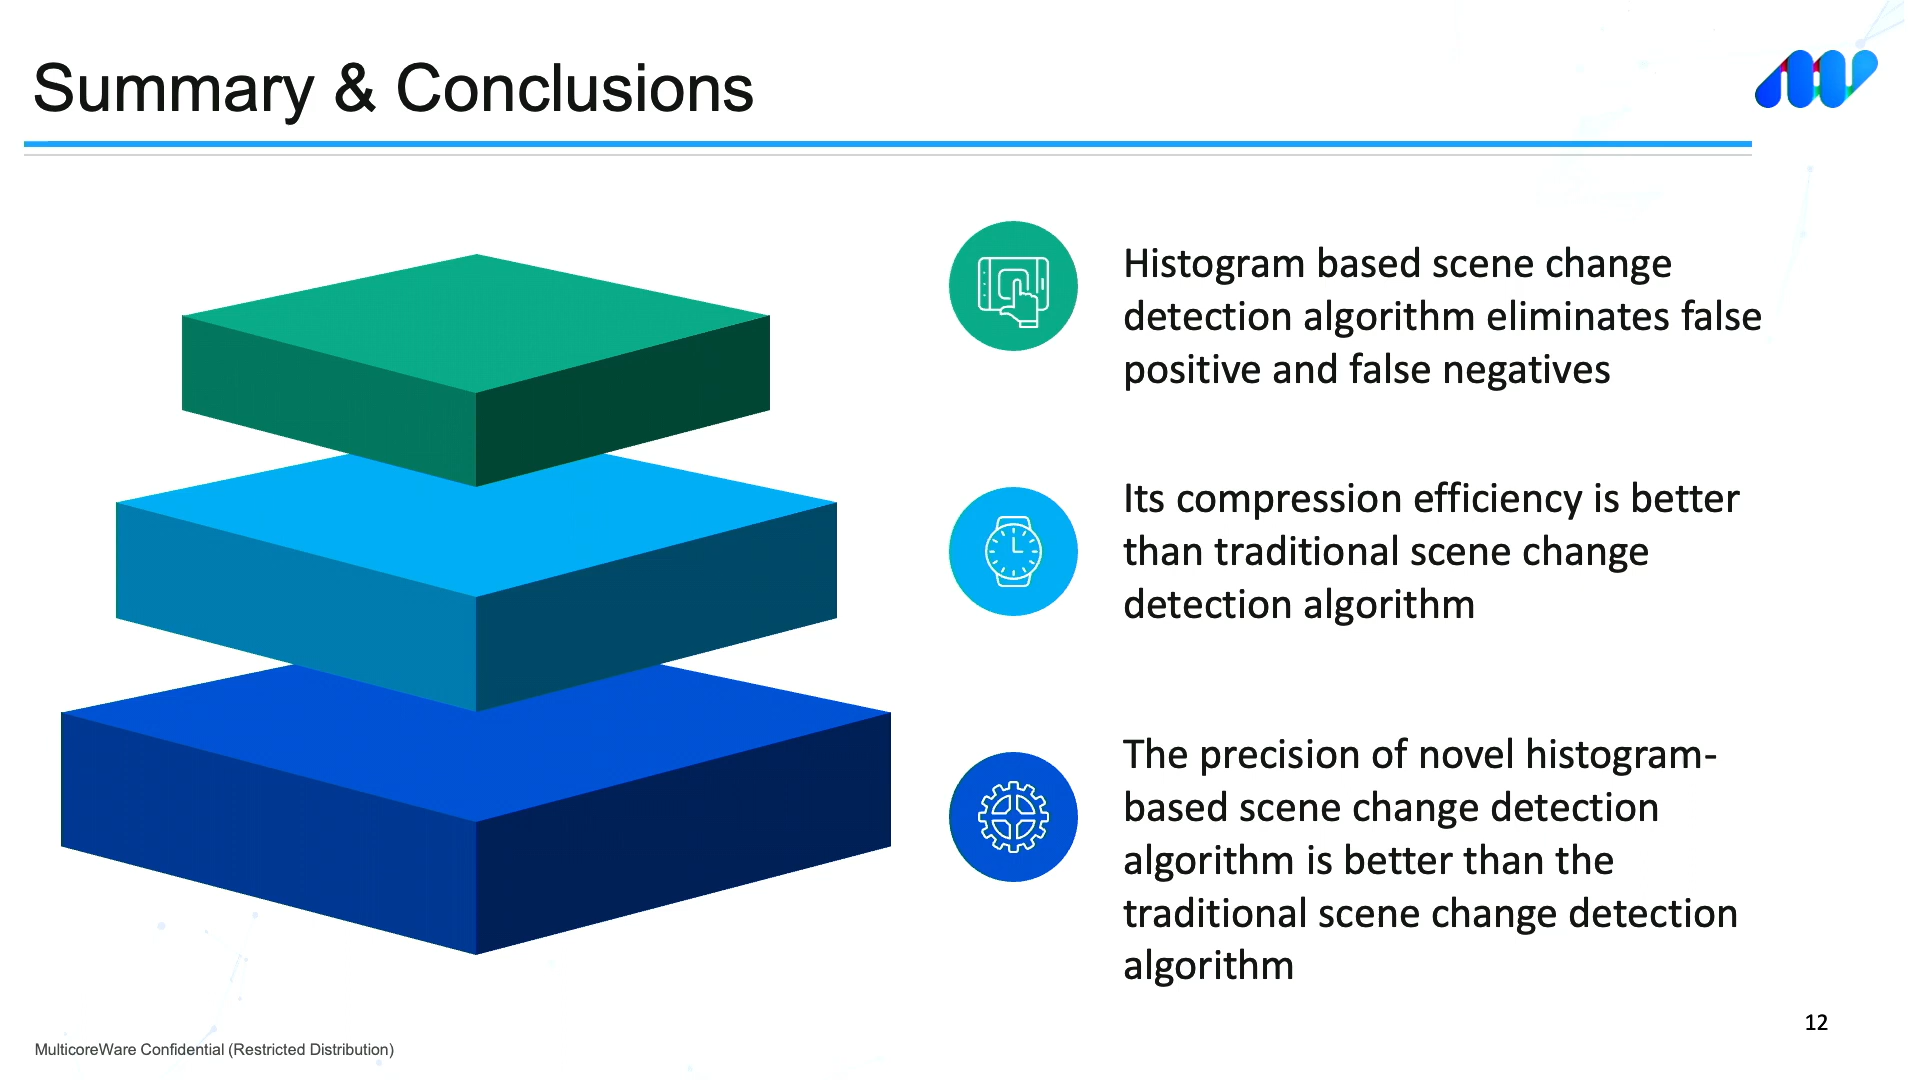 Summary & Conclusions
Histogram based scene change
detection algorithm eliminates false
positive and false negatives
Its compression efficiency is better
than traditional scene change
detection algorithm
The precision of novel histogram-
based scene change detection
algorithm is better than the
traditional scene change detection
algorithm
12
MulticoreWare Confidential (Restricted Distribution)